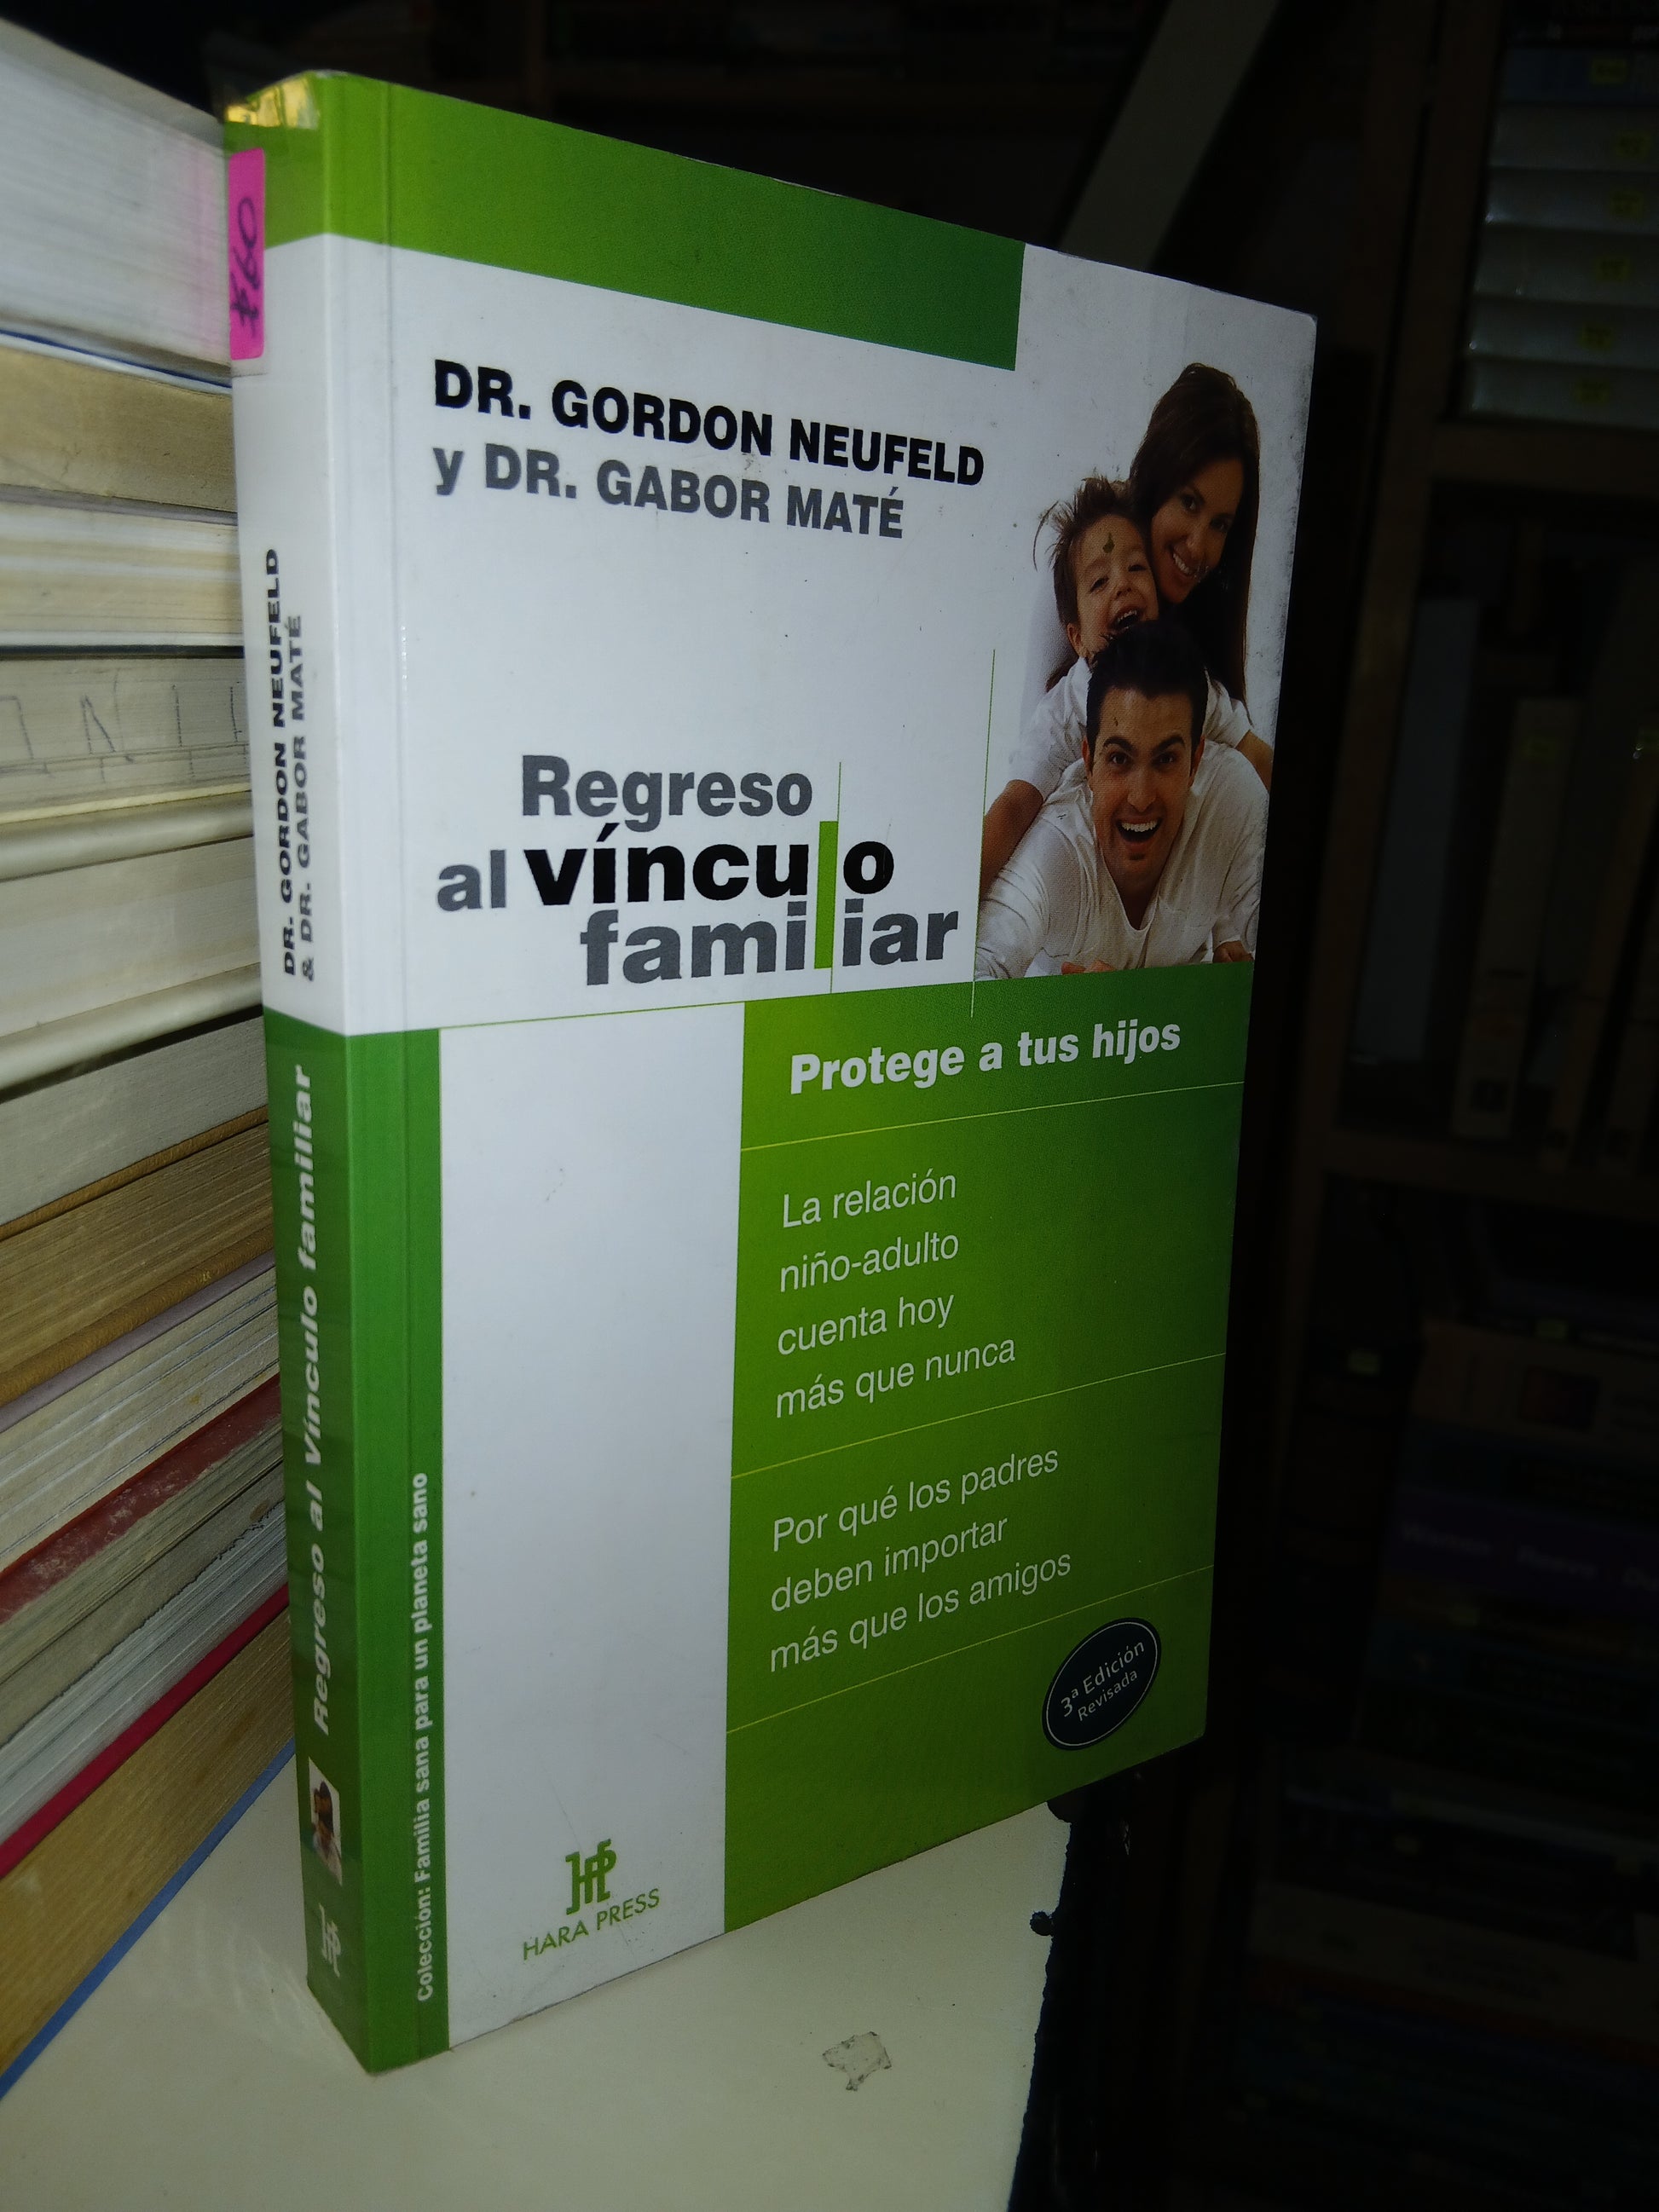 DR. GORDON NEUFELD
y DR. GABOR MATÉ
Regreso
al vínculo
familiar
Protege a tus hijos
La relación
niño-adulto
cuenta hoy
más que nunca
Por qué los padres
deben importar
más que los amigos
3ª Edición
Revisada
HARA PRESS
Colección: Familia sana para un planeta sano
DR. GORDON NEUFELD
& DR. GABOR MATÉ
Regreso al Vínculo familiar